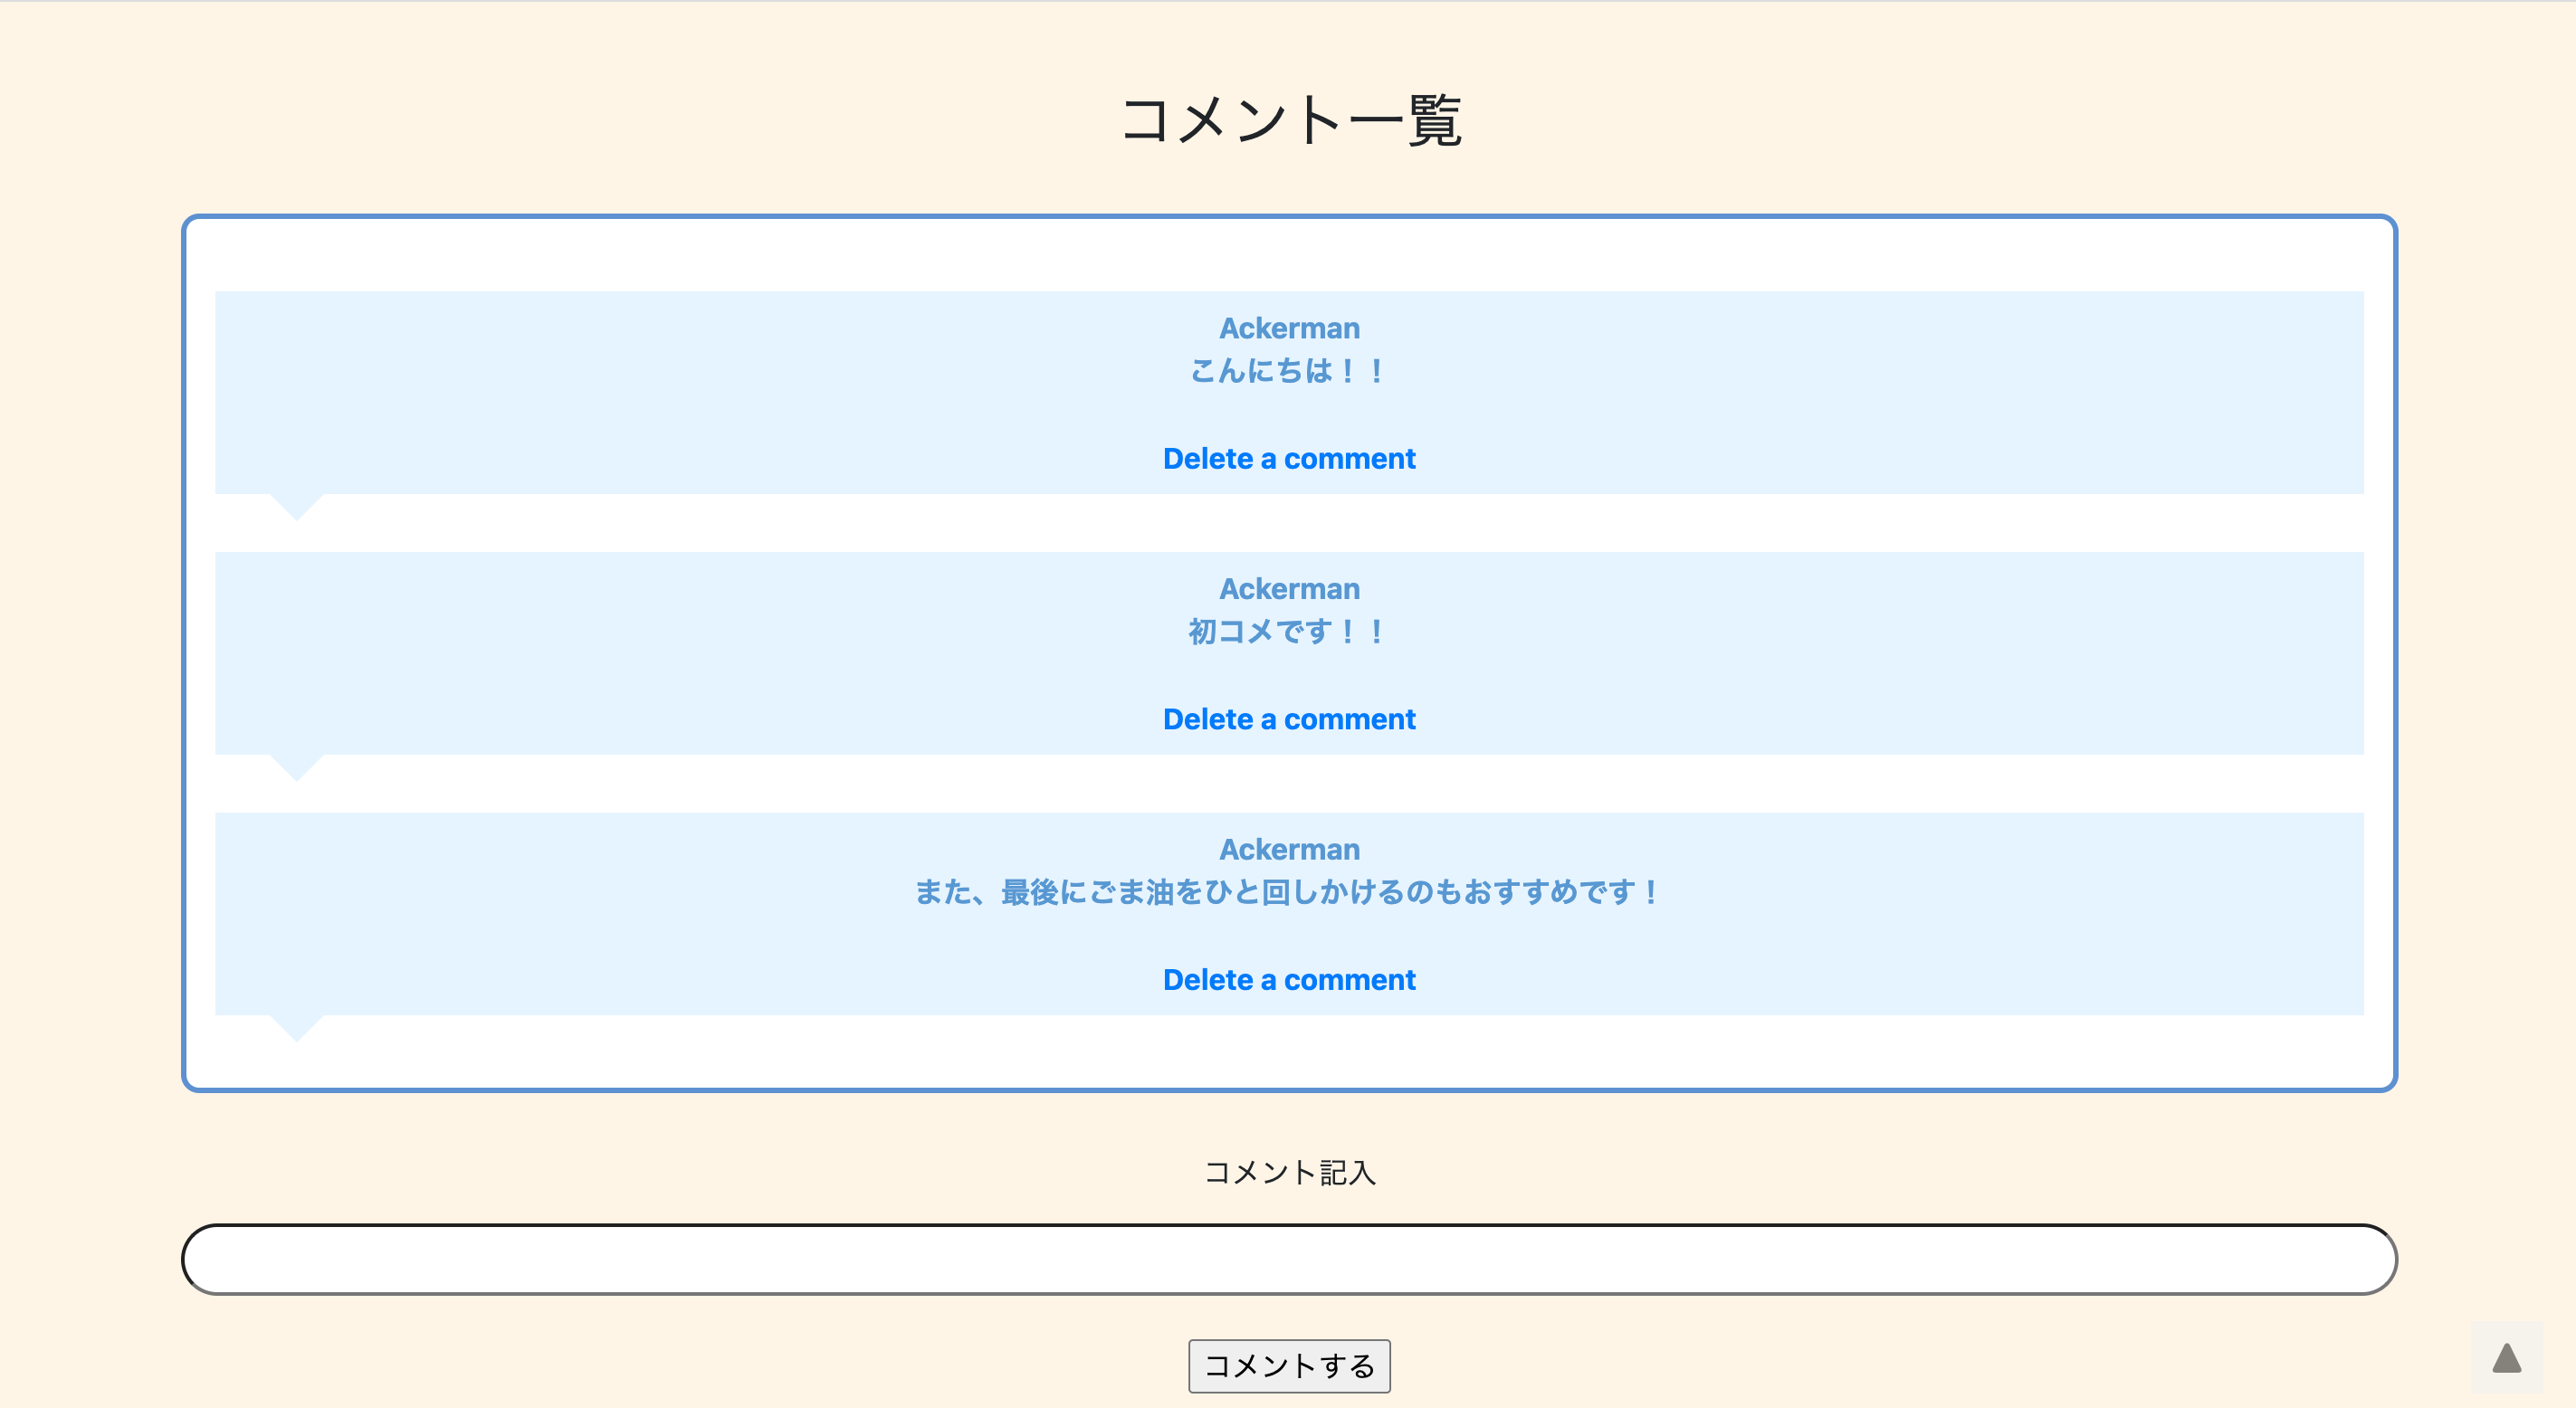 コメント一覧
Ackerman
こんにちは！！
Delete a comment
Ackerman
初コメです！！
Delete a comment
Ackerman
また、最後にごま油をひと回しかけるのもおすすめです！
Delete a comment
コメント記入
コメントする